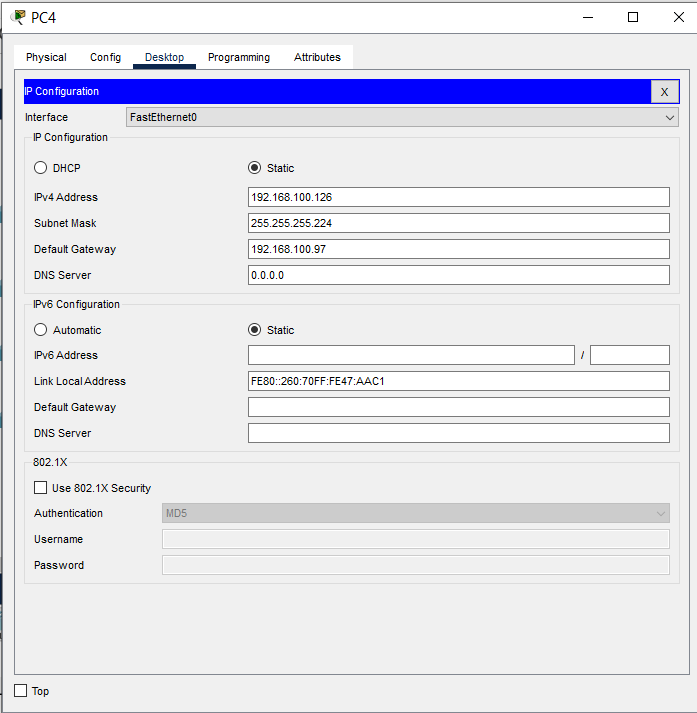 PC4
Physical Config Desktop Programming Attributes
IP Configuration X
Interface FastEthernet0
IP Configuration
DHCP Static
IPv4 Address 192.168.100.126
Subnet Mask 255.255.255.224
Default Gateway 192.168.100.97
DNS Server 0.0.0.0
IPv6 Configuration
Automatic Static
IPv6 Address /
Link Local Address FE80::260:70FF:FE47:AAC1
Default Gateway
DNS Server
802.1X
Use 802.1X Security
Authentication MD5
Username
Password
Top